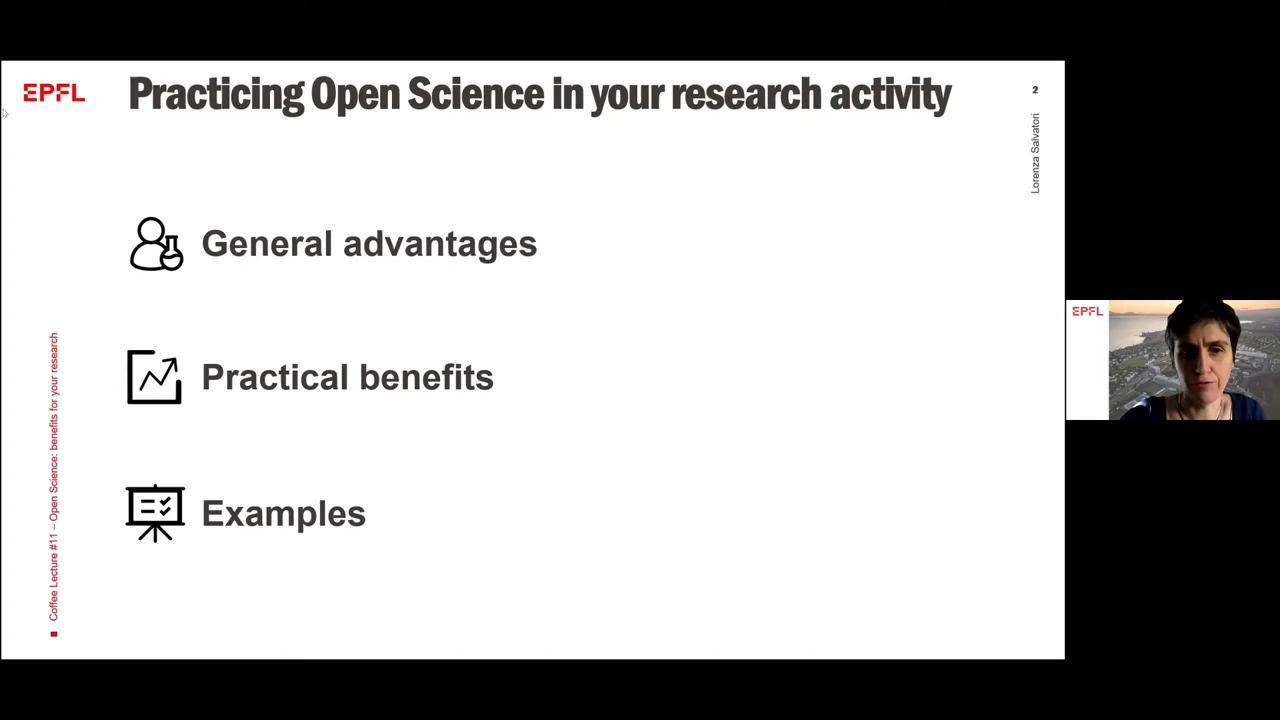 EPFL
Practicing Open Science in your research activity
2
Lorenza Salvatori
General advantages
Practical benefits
Examples
Coffee Lecture #11 – Open Science: benefits for your research
EPFL